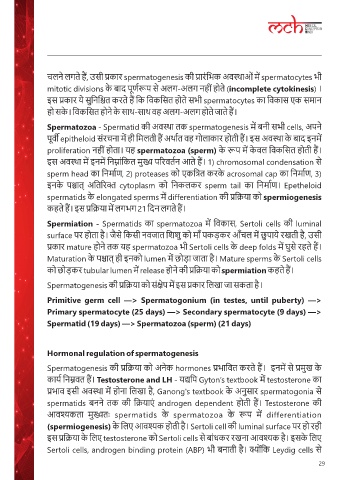 mch
चलने लगते हैं, उसी प्रकार spermatogenesis की प्रारंभिक अवस्थाओं में spermatocytes भी
mitotic divisions के बाद पूर्णरूप से अलग-अलग नहीं होते (incomplete cytokinesis) ।
इस प्रकार ये सुनिश्चित करते हैं कि विकसित होते सभी spermatocytes का विकास एक समान
हो सके। विकसित होने के साथ-साथ वह अलग-अलग होते जाते हैं।
Spermatozoa - Spermatid की अवस्था तक spermatogenesis में बनी सभी cells, अपने
पूर्वी epitheloid संरचना में ही मिलती हैं अर्थात वह गोलाकार होती हैं। इस अवस्था के बाद इनमें
proliferation नहीं होता। यह spermatozoa (sperm) के रूप में केवल विकसित होती हैं।
इस अवस्था में इनमें निम्नांकित मुख्य परिवर्तन आते हैं। 1) chromosomal condensation से
sperm head का निर्माण, 2) proteases को एकत्रित करके acrosomal cap का निर्माण, 3)
इनके पश्चात् अतिरिक्त cytoplasm को निकलकर sperm tail का निर्माण। Epetheloid
spermatids के elongated sperms में differentiation की प्रक्रिया को spermiogenesis
कहते हैं। इस प्रक्रिया में लगभग 21 दिन लगते हैं।
Spermiation - Spermatids का spermatozoa में विकास, Sertoli cells की luminal
surface पर होता है। जैसे किसी नवजात शिशु को माँ पकड़कर आँचल में छुपाये रखती है, उसी
प्रकार mature होने तक यह spermatozoa भी Sertoli cells के deep folds में घुसे रहते हैं।
Maturation के पश्चात् ही इनको lumen में छोड़ा जाता है। Mature sperms के Sertoli cells
को छोड़कर tubular lumen में release होने की प्रक्रिया को spermiation कहते हैं।
Spermatogenesis की प्रक्रिया को संक्षेप में इस प्रकार लिखा जा सकता है।
Primitive germ cell —> Spermatogonium (in testes, until puberty) —>
Primary spermatocyte (25 days) —> Secondary spermatocyte (9 days) —>
Spermatid (19 days) —> Spermatozoa (sperm) (21 days)
Hormonal regulation of spermatogenesis
Spermatogenesis की प्रक्रिया को अनेक hormones प्रभावित करते हैं। इनमें से प्रमुख के
कार्य निम्नवत हैं। Testosterone and LH - यद्यपि Gyton's textbook में testosterone का
प्रभाव इसी अवस्था में होना लिखा है, Ganong's textbook के अनुसार spermatogonia से
spermatids बनने तक की क्रियाएं androgen dependent होती हैं। Testosterone की
आवश्यकता मुख्यतः spermatids के spermatozoa के रूप में differentiation
(spermiogenesis) के लिए आवश्यक होती है। Sertoli cell की luminal surface पर हो रही
इस प्रक्रिया के लिए testosterone को Sertoli cells से बांधकर रखना आवश्यक है। इसके लिए
Sertoli cells, androgen binding protein (ABP) भी बनाती है। क्योंकि Leydig cells से
29